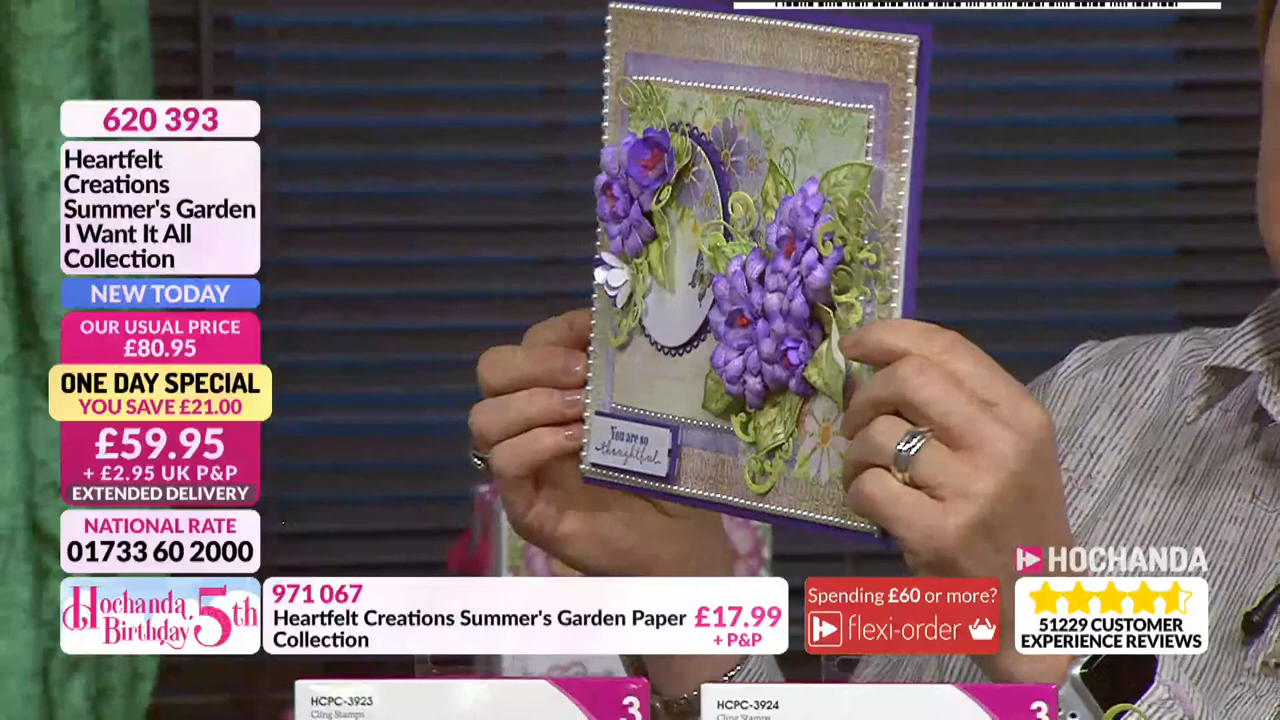 620 393
Heartfelt
Creations
Summer's Garden
I Want It All
Collection
NEW TODAY
OUR USUAL PRICE
£80.95
ONE DAY SPECIAL
YOU SAVE £21.00
£59.95
+ £2.95 UK P&P
EXTENDED DELIVERY
NATIONAL RATE
01733 60 2000
Hochanda
Birthday 5th
971 067
Heartfelt Creations Summer's Garden Paper
Collection
£17.99
+ P&P
Spending £60 or more?
flexi-order
HOCHANDA
51229 CUSTOMER
EXPERIENCE REVIEWS
You are so
thoughtful
HCPC-3923
Cling Stamps
3
HCPC-3924
Cling Stamps
3